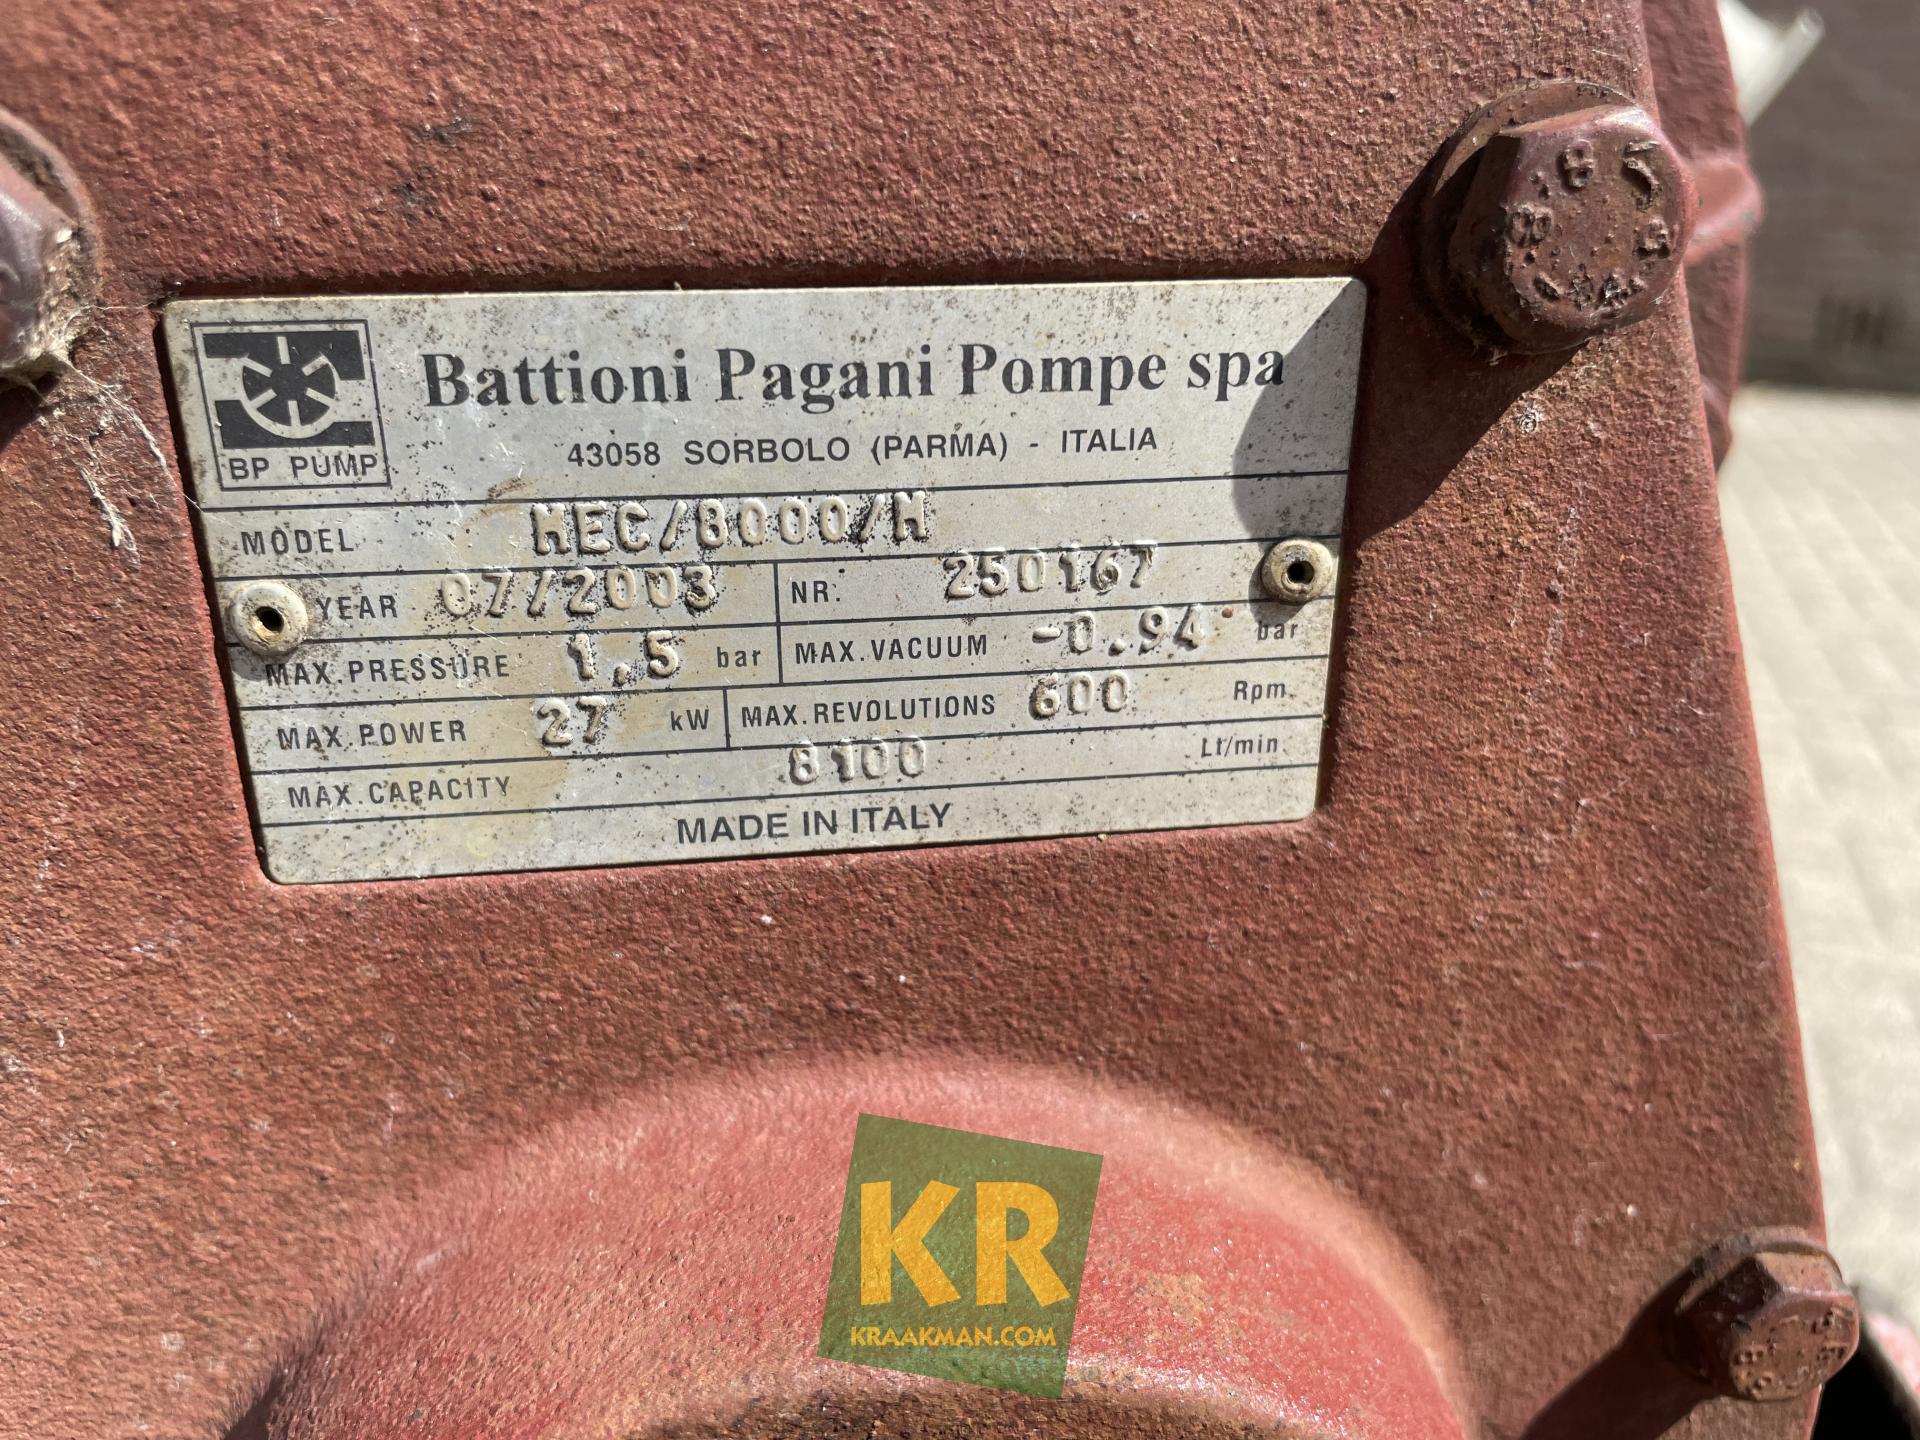 Battioni Pagani Pompe spa
BP PUMP
43058 SORBOLO (PARMA) - ITALIA
MODEL MEC/8000/M
YEAR 07/2003 NR. 250167
MAX.PRESSURE 1,5 bar MAX.VACUUM -0.94 bar
MAX.POWER 27 kW MAX.REVOLUTIONS 600 Rpm.
MAX.CAPACITY 8100 Lt/min.
MADE IN ITALY
KR
KRAAKMAN.COM